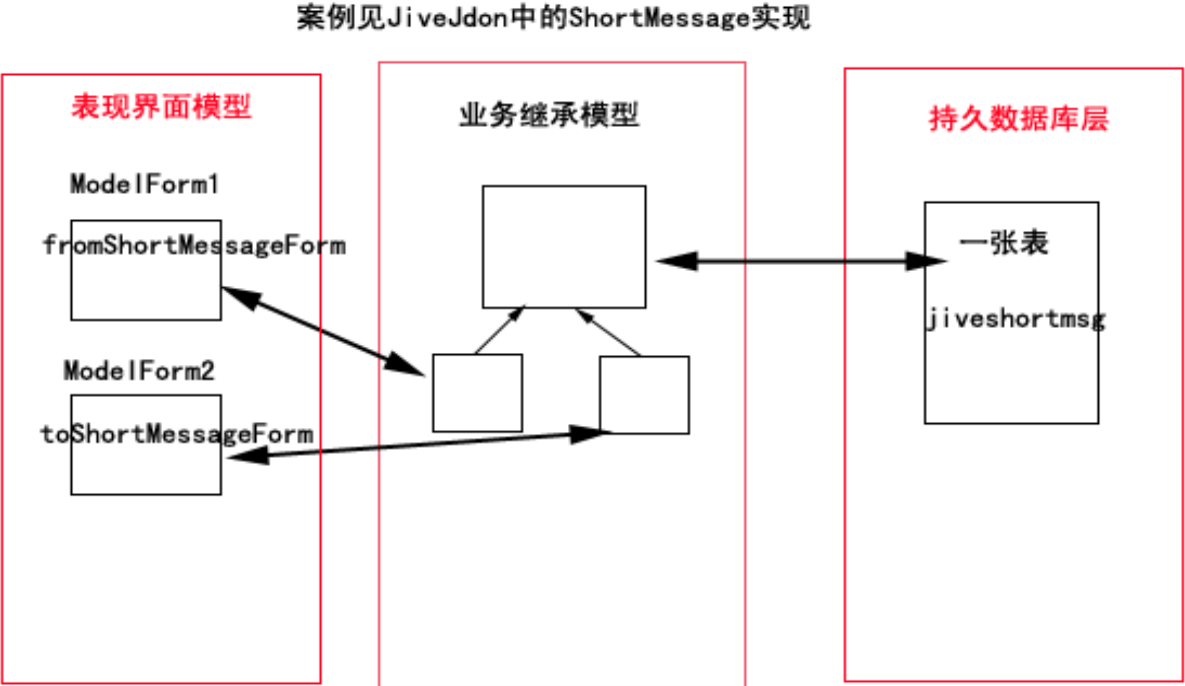 案例见JiveJdon中的ShortMessage实现
表现界面模型
ModelForm1
fromShortMessageForm
ModelForm2
toShortMessageForm
业务继承模型
持久数据库层
一张表
jiveshortmsg